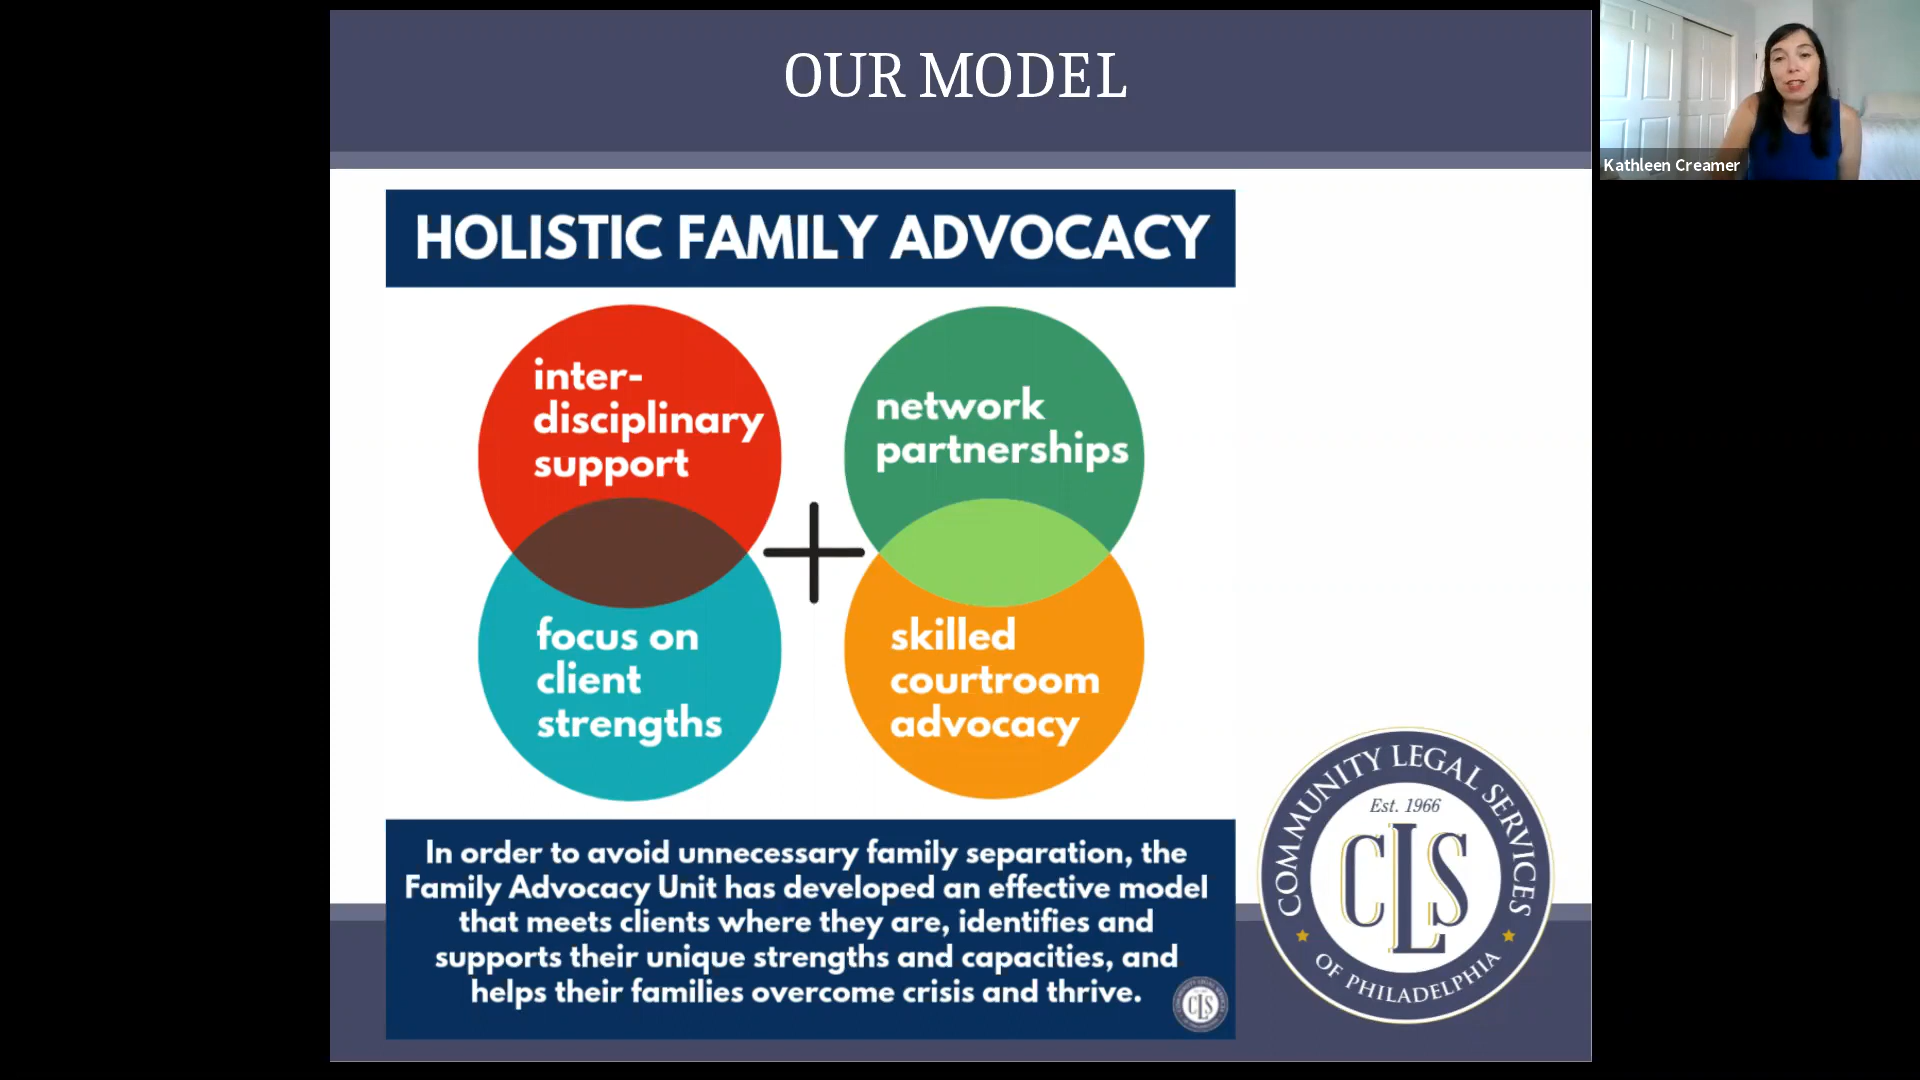 OUR MODEL
Kathleen Creamer
HOLISTIC FAMILY ADVOCACY
inter-
disciplinary
support
network
partnerships
focus on
client
strengths
skilled
courtroom
advocacy
In order to avoid unnecessary family separation, the
Family Advocacy Unit has developed an effective model
that meets clients where they are, identifies and
supports their unique strengths and capacities, and
helps their families overcome crisis and thrive.
COMMUNITY LEGAL SERVICES
Est. 1966
CLS
OF PHILADELPHIA
CLS